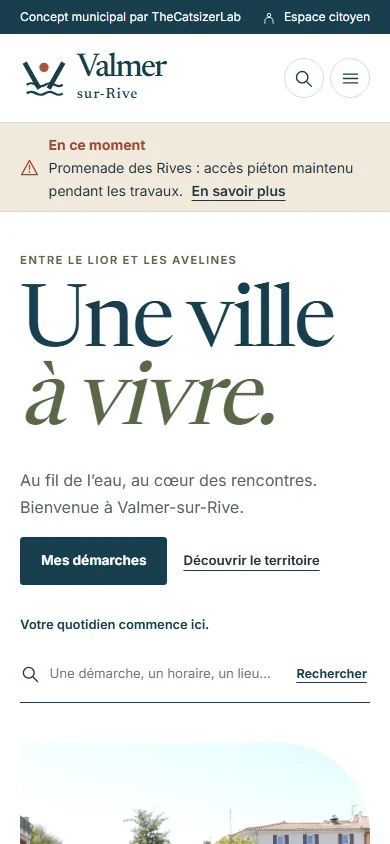 Concept municipal par TheCatsizerLab
Espace citoyen
Valmer
sur-Rive
En ce moment
Promenade des Rives : accès piéton maintenu
pendant les travaux. En savoir plus
ENTRE LE LIOR ET LES AVELINES
Une ville
à vivre.
Au fil de l’eau, au cœur des rencontres.
Bienvenue à Valmer-sur-Rive.
Mes démarches
Découvrir le territoire
Votre quotidien commence ici.
Une démarche, un horaire, un lieu...
Rechercher